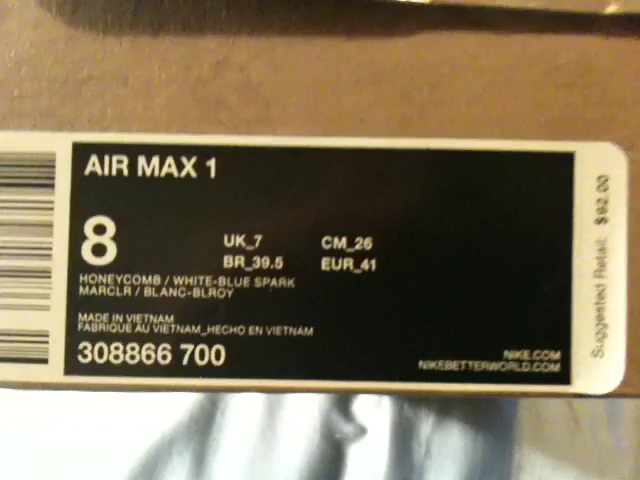 AIR MAX 1
8
UK_7 CM_26
BR_39.5 EUR_41
HONEYCOMB / WHITE-BLUE SPARK
MARCLR / BLANC-BLROY
MADE IN VIETNAM
FABRIQUE AU VIETNAM_HECHO EN VIETNAM
308866 700
NIKE.COM
NIKEBETTERWORLD.COM
Suggested Retail: $92.00